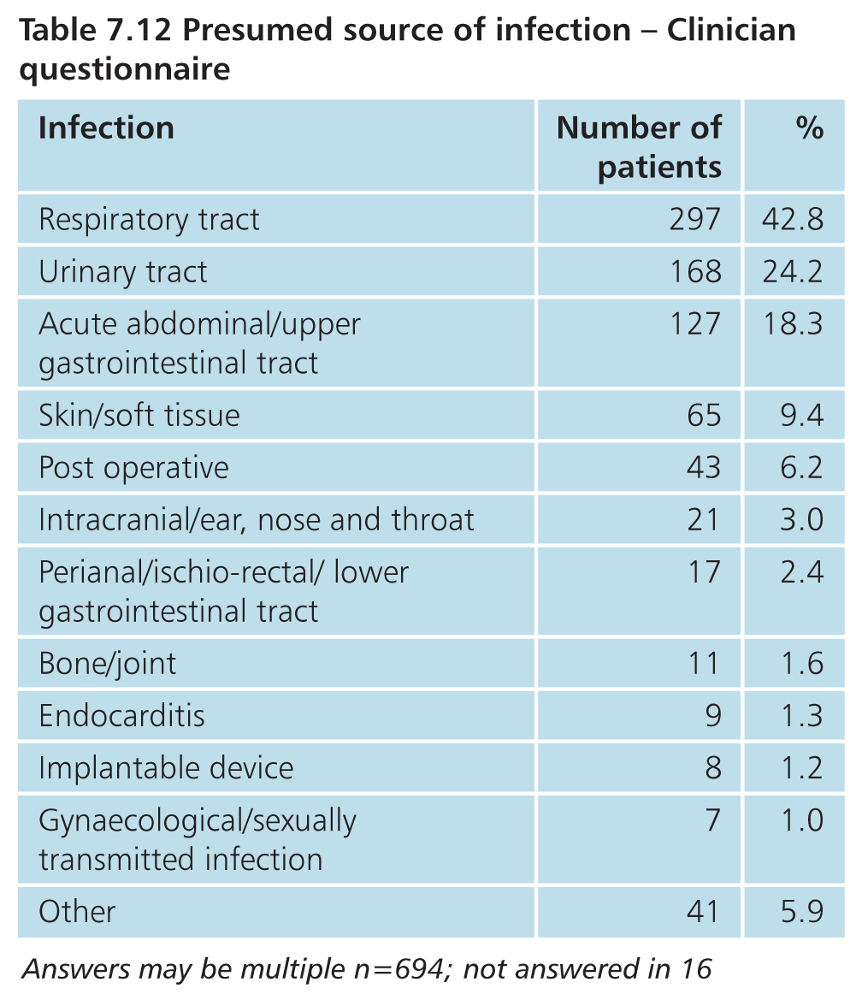 Table 7.12 Presumed source of infection – Clinician
questionnaire
Infection Number of patients %
Respiratory tract 297 42.8
Urinary tract 168 24.2
Acute abdominal/upper 127 18.3
gastrointestinal tract
Skin/soft tissue 65 9.4
Post operative 43 6.2
Intracranial/ear, nose and throat 21 3.0
Perianal/ischio-rectal/ lower 17 2.4
gastrointestinal tract
Bone/joint 11 1.6
Endocarditis 9 1.3
Implantable device 8 1.2
Gynaecological/sexually 7 1.0
transmitted infection
Other 41 5.9
Answers may be multiple n=694; not answered in 16